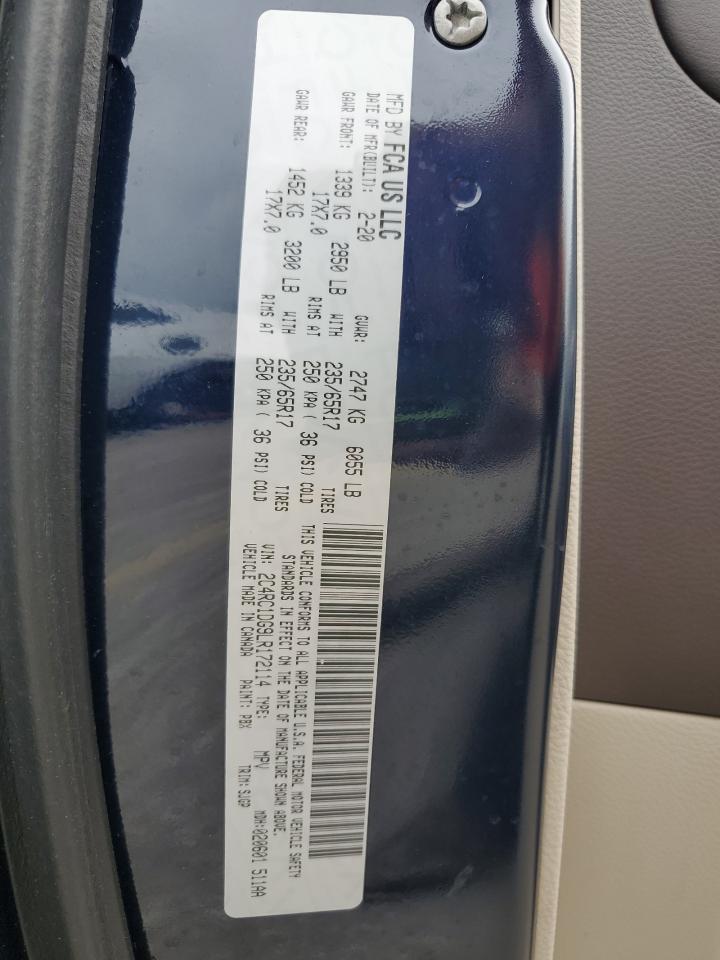 MFD BY FCA US LLC
DATE OF MFR(BUILT): 2-20 GVWR: 2747 KG 6055 LB
GAWR FRONT: 1339 KG 2950 LB WITH 235/65R17 TIRES
17X7.0 RIMS AT 250 KPA ( 36 PSI) COLD
GAWR REAR: 1452 KG 3200 LB WITH 235/65R17 TIRES
17X7.0 RIMS AT 250 KPA ( 36 PSI) COLD
THIS VEHICLE CONFORMS TO ALL APPLICABLE U.S.A. FEDERAL MOTOR VEHICLE SAFETY
STANDARDS IN EFFECT ON THE DATE OF MANUFACTURE SHOWN ABOVE.
VIN: 2C4RC1DG9LR172114 TYPE: MPV MDH:020601 511AA
VEHICLE MADE IN CANADA PAINT: PBX TRIM:SJGP